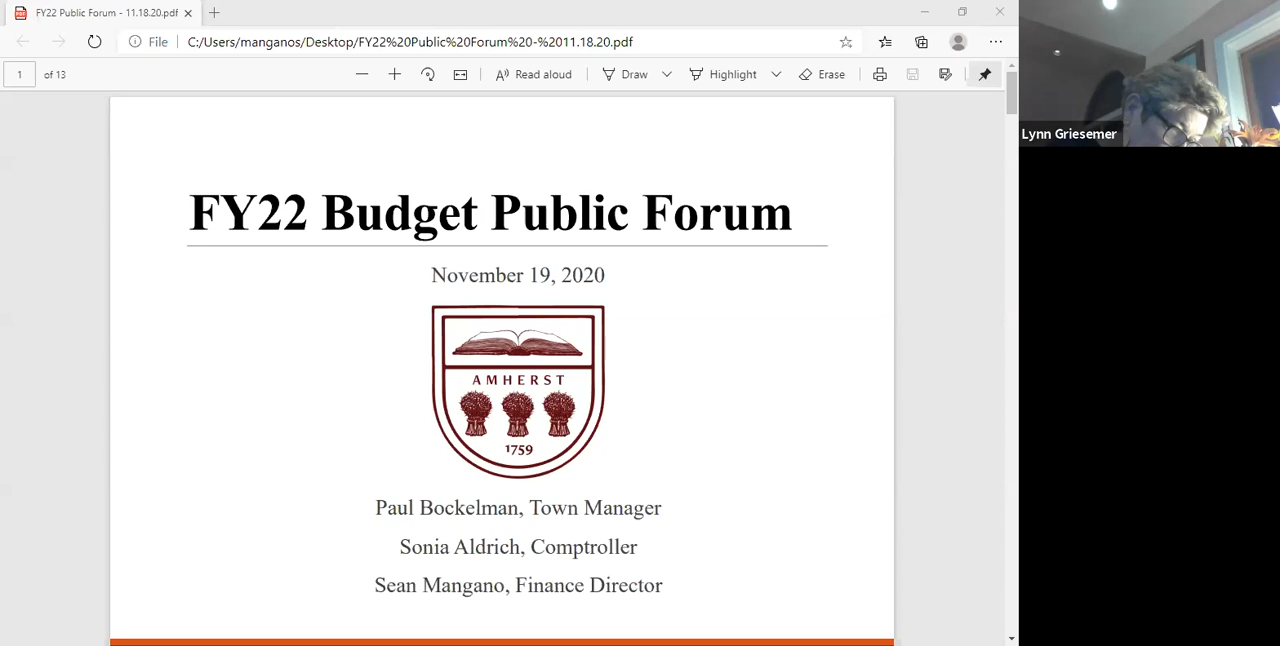 FY22 Public Forum - 11.18.20.pdf
File
C:/Users/manganos/Desktop/FY22%20Public%20Forum%20-%2011.18.20.pdf
1 of 13
Read aloud
Draw
Highlight
Erase
Lynn Griesemer
FY22 Budget Public Forum
November 19, 2020
AMHERST
1759
Paul Bockelman, Town Manager
Sonia Aldrich, Comptroller
Sean Mangano, Finance Director